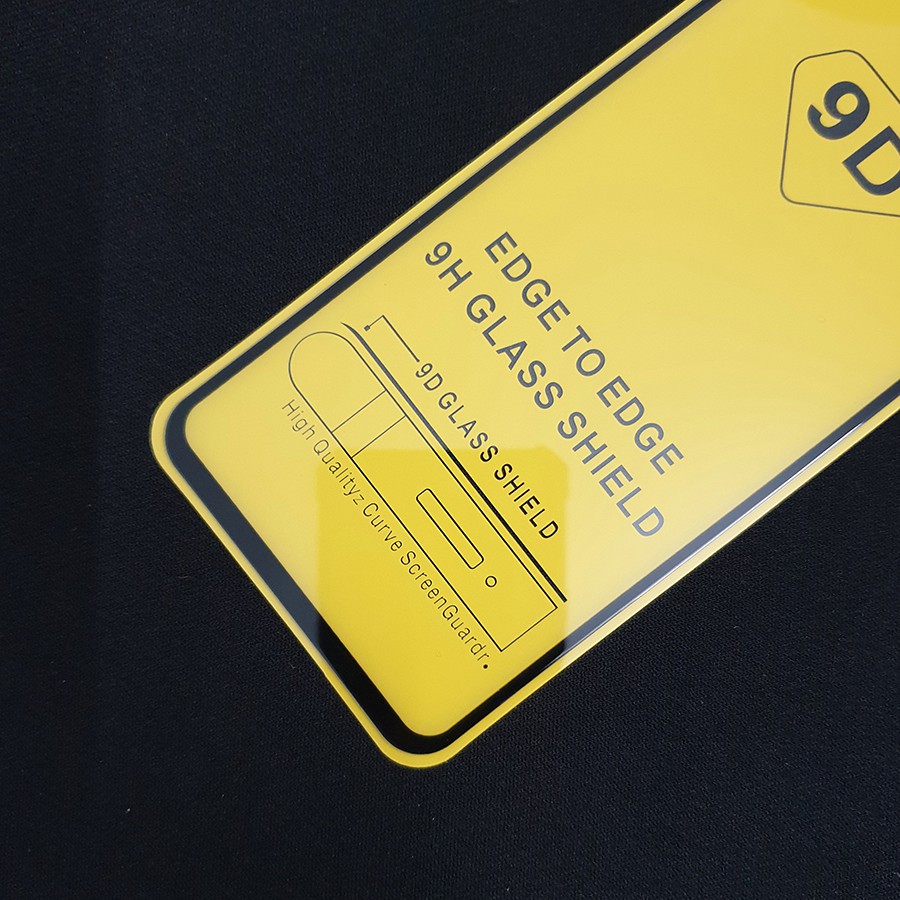 9D
EDGE TO EDGE
9H GLASS SHIELD
9D GLASS SHIELD
High Qualityz Curve ScreenGuardr.